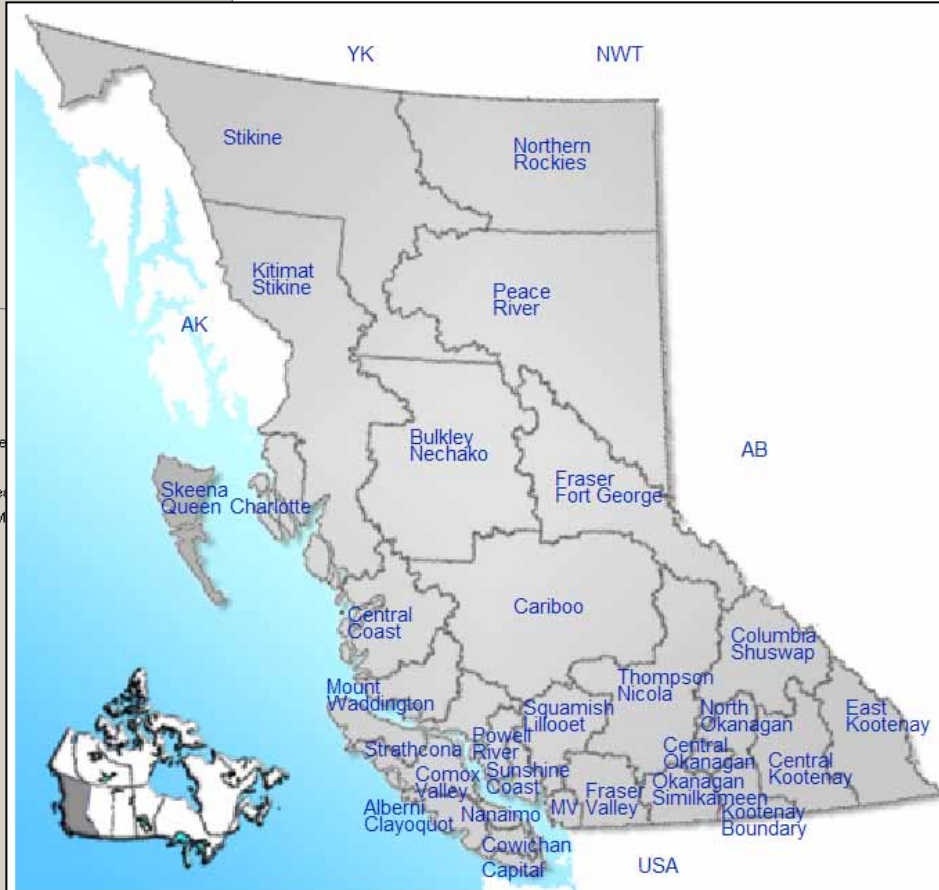 YK
NWT
Stikine
Northern
Rockies
Kitimat
Stikine
Peace
River
AK
Bulkley
Nechako
AB
Fraser
Fort George
Skeena
Queen Charlotte
Cariboo
Central
Coast
Columbia
Shuswap
Thompson
Nicola
Mount
Waddington
Squamish
Lillooet
North
Okanagan
East
Kootenay
Strathcona
Powell
River
Central
Okanagan
Central
Kootenay
Comox
Valley
Sunshine
Coast
Okanagan
Similkameen
Fraser
Valley
MV
Alberni
Clayoquot
Nanaimo
Kootenay
Boundary
Cowichan
Capital
USA